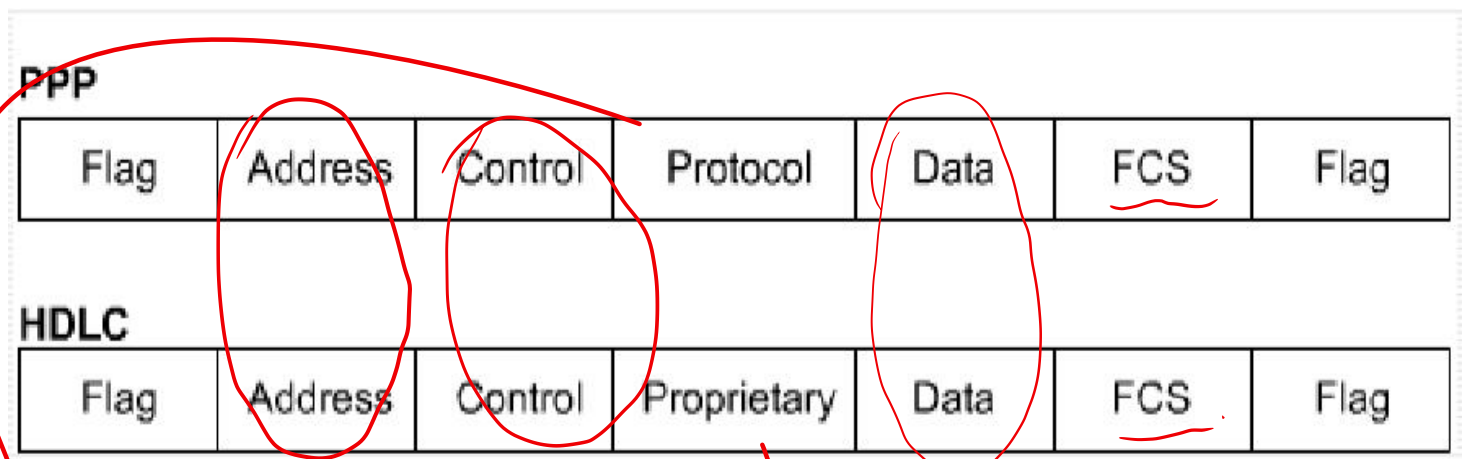 PPP
Flag Address Control Protocol Data FCS Flag
HDLC
Flag Address Control Proprietary Data FCS Flag